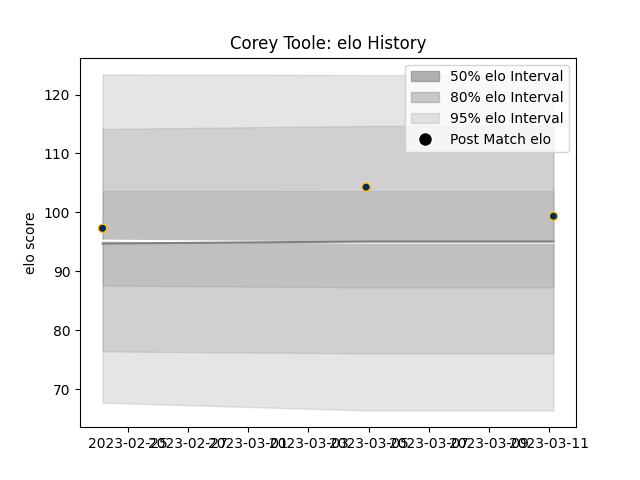 Corey Toole: elo History
50% elo Interval
80% elo Interval
95% elo Interval
Post Match elo
elo score
120
110
100
90
80
70
2023-02-25 2023-02-27 2023-03-01 2023-03-03 2023-03-05 2023-03-07 2023-03-09 2023-03-11